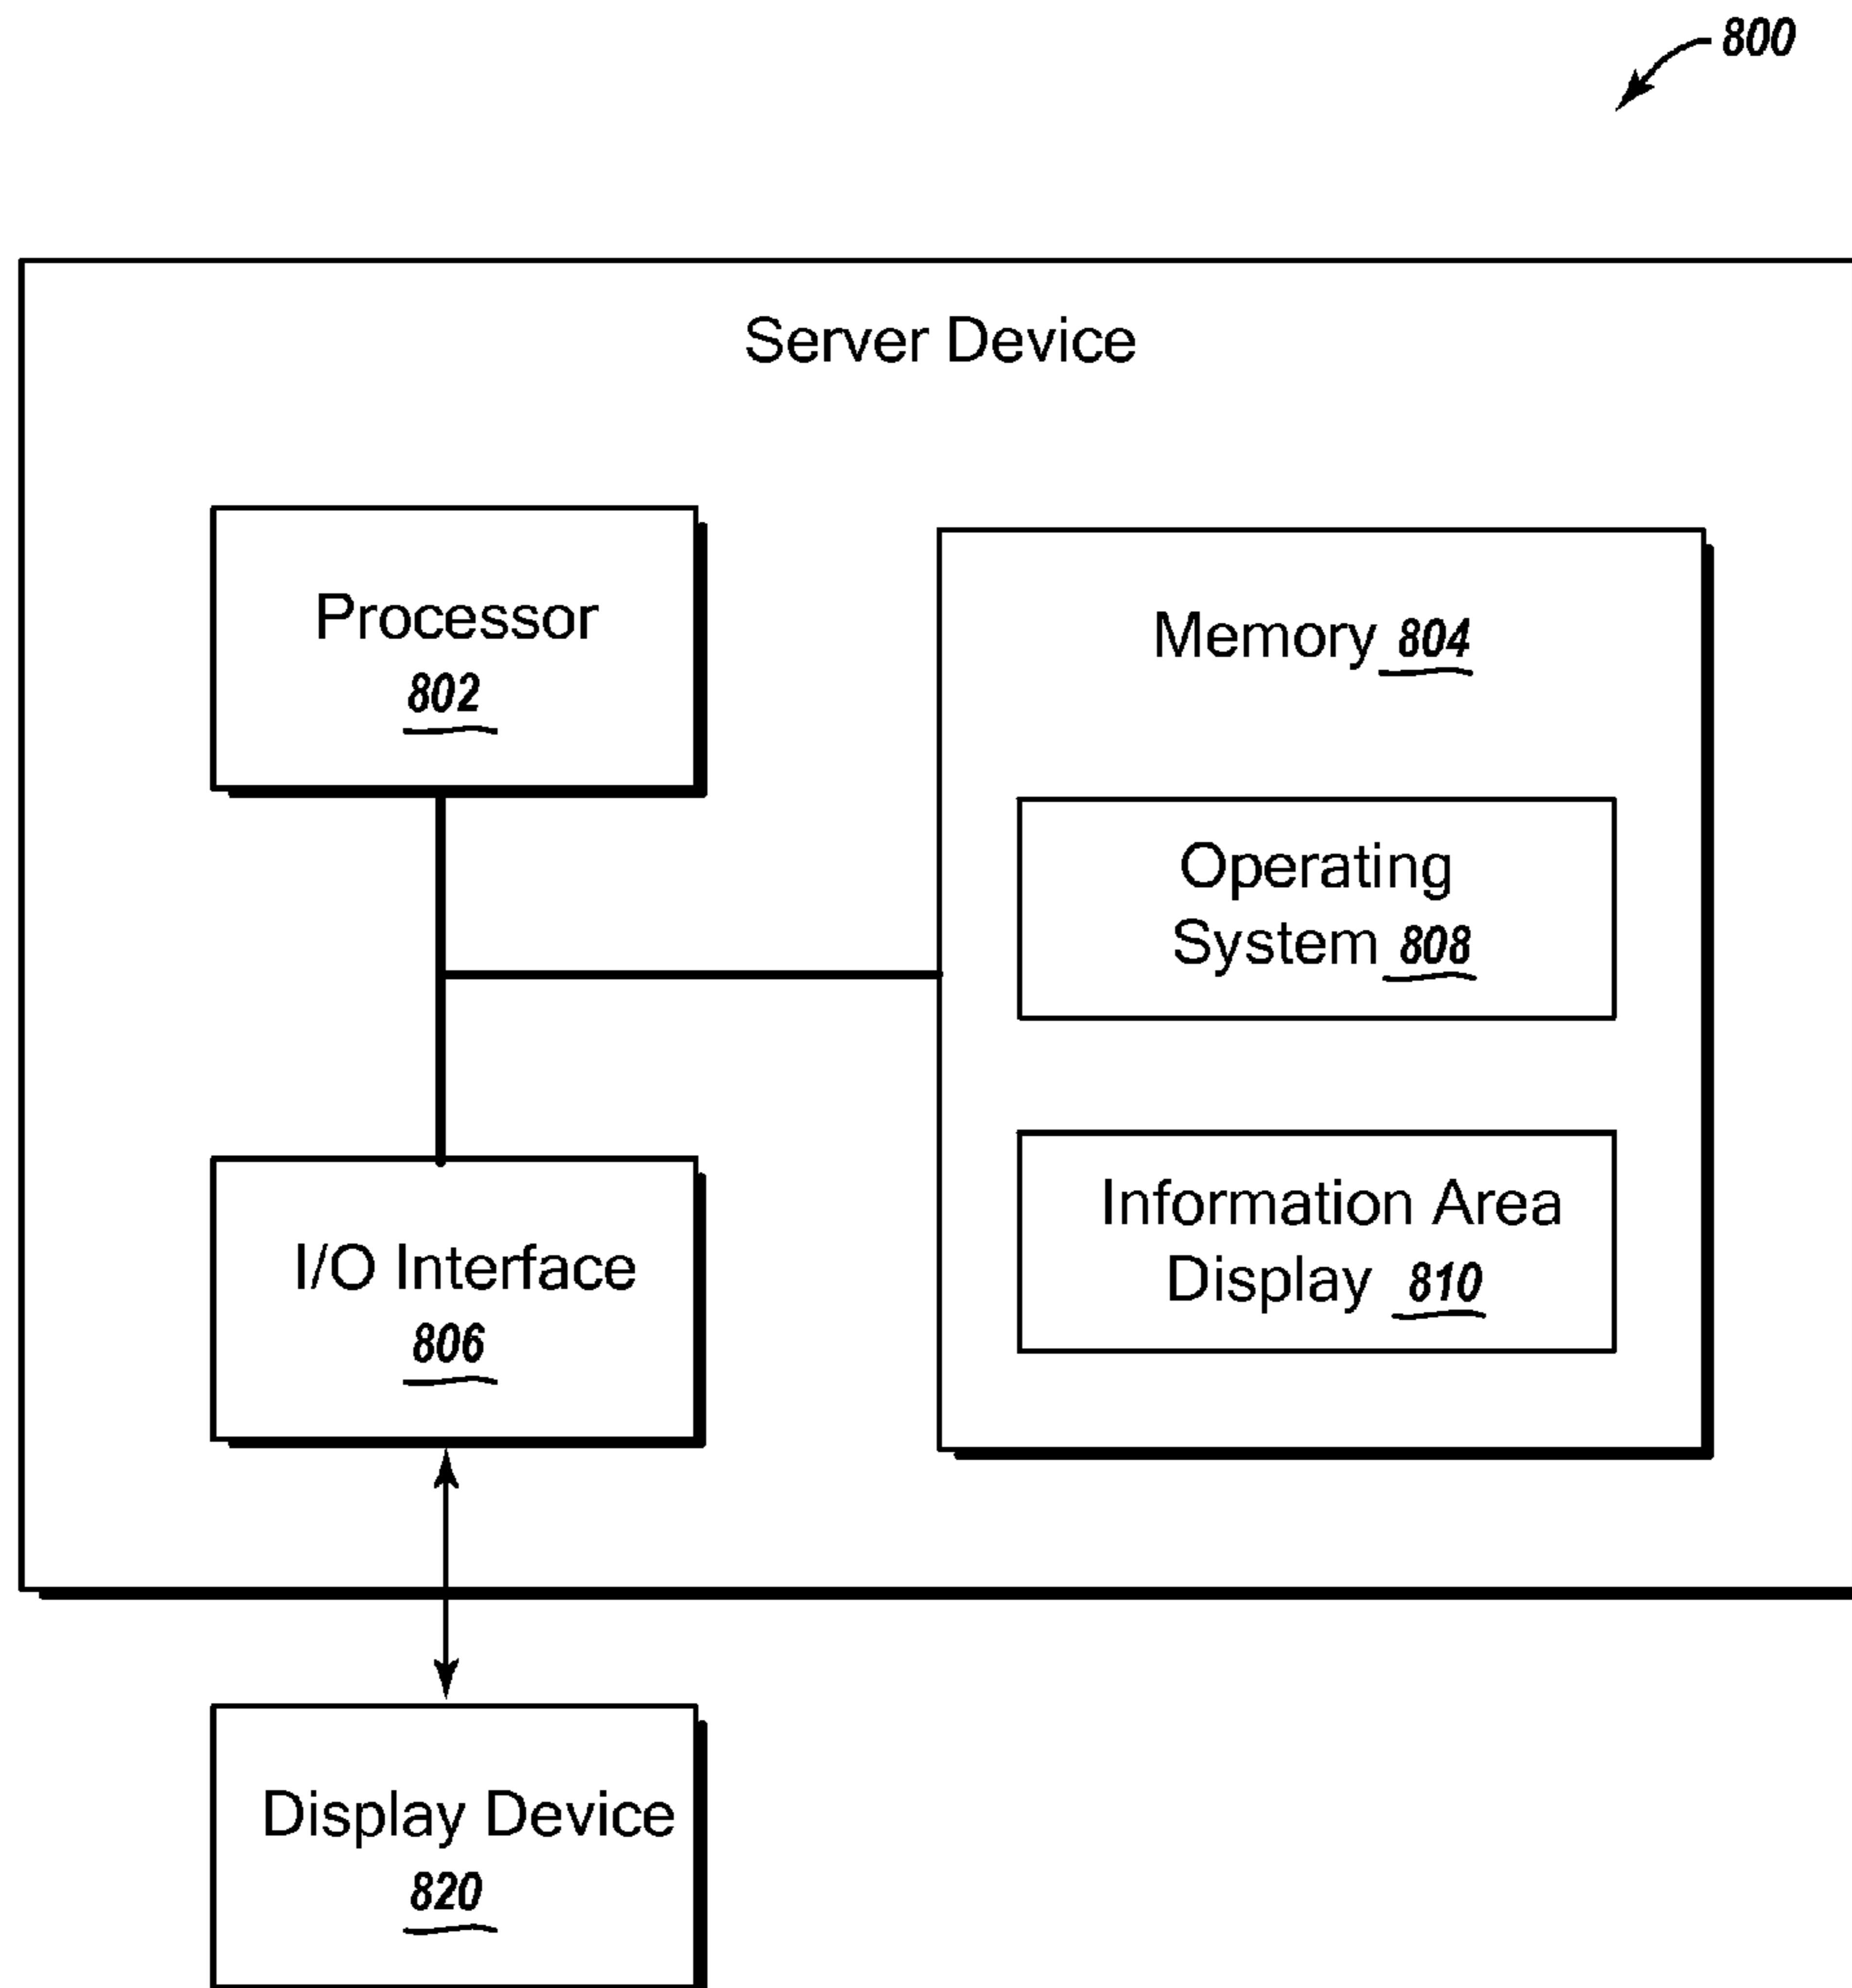 800
Server Device
Processor
802
Memory 804
Operating
System 808
I/O Interface
806
Information Area
Display 810
Display Device
820